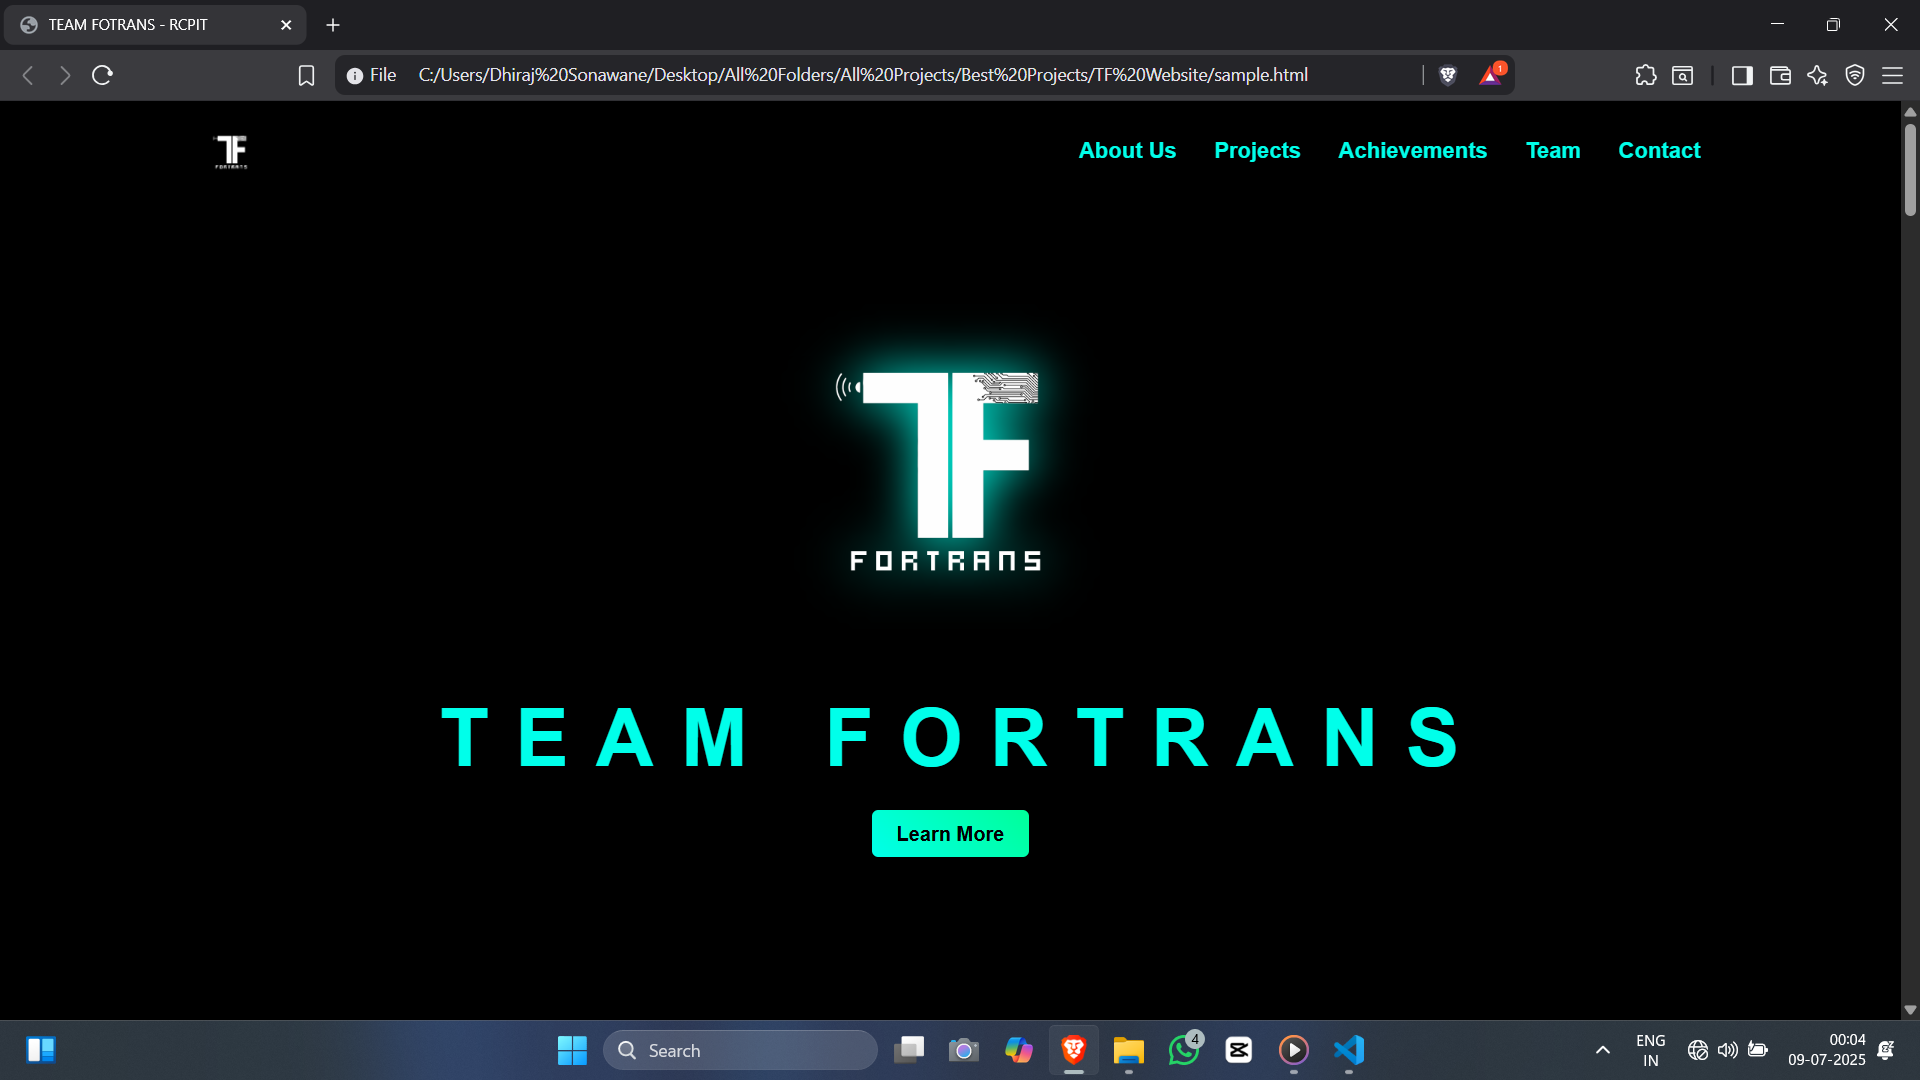 TEAM FOTRANS - RCPIT
File C:/Users/Dhiraj%20Sonawane/Desktop/All%20Folders/All%20Projects/Best%20Projects/TF%20Website/sample.html
1
TF
FORTRANS
About Us Projects Achievements Team Contact
TF
FORTRANS
TEAM FORTRANS
Learn More
Search
4
ENG
IN
00:04
09-07-2025